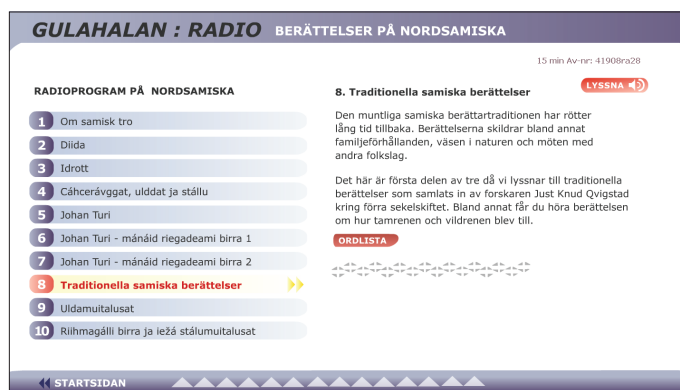 GULAHALAN : RADIO BERÄTTELSER PÅ NORDSAMISKA
15 min Av-nr: 41908ra28
RADIOPROGRAM PÅ NORDSAMISKA
1 Om samisk tro
2 Diida
3 Idrott
4 Cáhcerávggat, ulddat ja stállu
5 Johan Turi
6 Johan Turi - mánáid riegadeami birra 1
7 Johan Turi - mánáid riegadeami birra 2
8 Traditionella samiska berättelser
9 Uldamuitalusat
10 Riihmagálli birra ja iežá stálumuitalusat
8. Traditionella samiska berättelser
LYSSNA
Den muntliga samiska berättartraditionen har rötter
lång tid tillbaka. Berättelserna skildrar bland annat
familjeförhållanden, väsen i naturen och möten med
andra folkslag.
Det här är första delen av tre då vi lyssnar till traditionella
berättelser som samlats in av forskaren Just Knud Qvigstad
kring förra sekelskiftet. Bland annat får du höra berättelsen
om hur tamrenen och vildrenen blev till.
ORDLISTA
STARTSIDAN